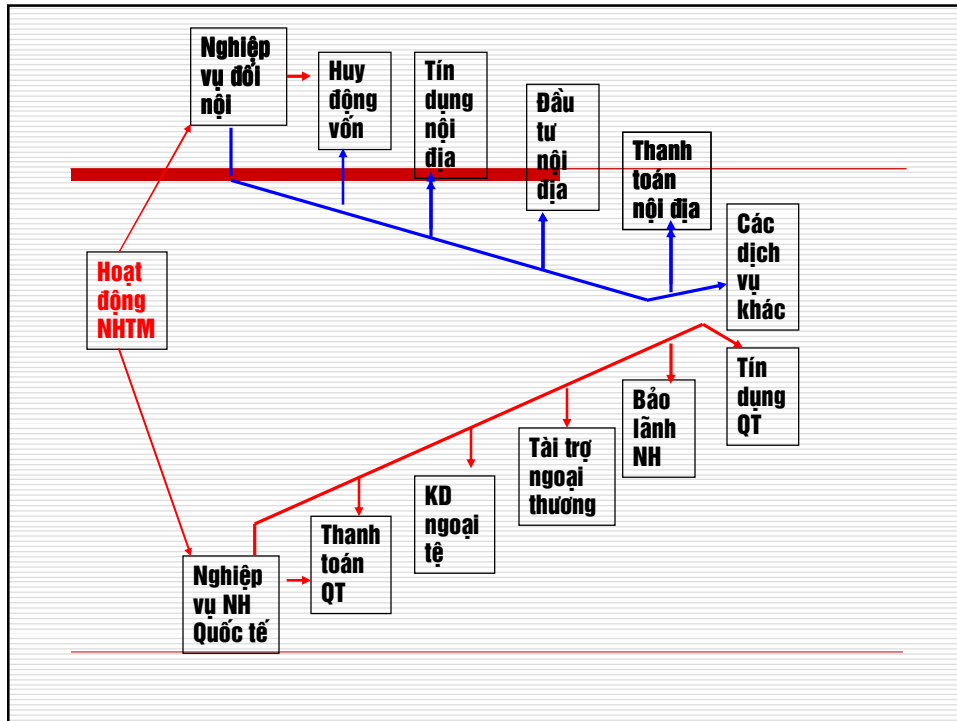 Nghiệp
vụ đối
nội
Huy
động
vốn
Tín
dụng
nội
địa
Đầu
tư
nội
địa
Thanh
toán
nội địa
Các
dịch
vụ
khác
Hoạt
động
NHTM
Nghiệp
vụ NH
Quốc tế
Thanh
toán
QT
KD
ngoại
tệ
Tài trợ
ngoại
thương
Bảo
lãnh
NH
Tín
dụng
QT